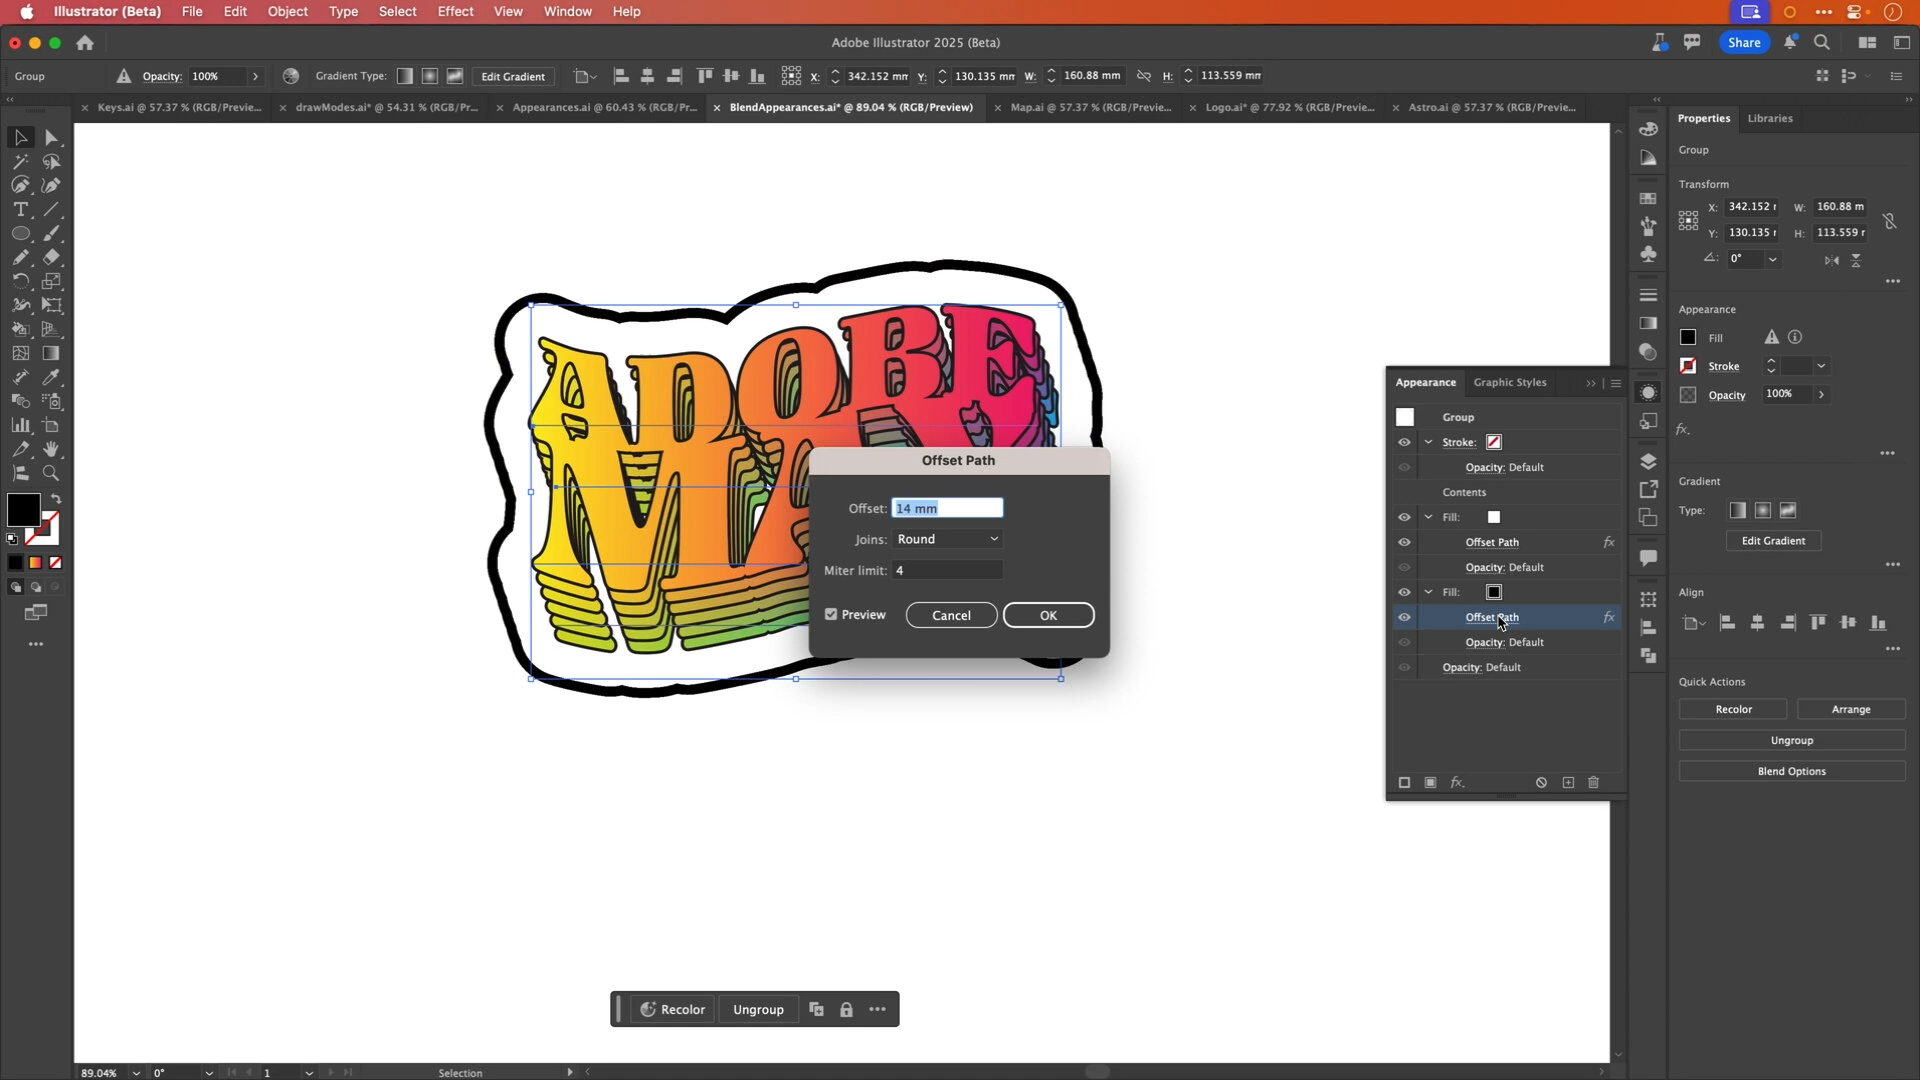 Illustrator (Beta) File Edit Object Type Select Effect View Window Help
Adobe Illustrator 2025 (Beta)
Share
Group Opacity: 100% Gradient Type: Edit Gradient X: 342.152 mm Y: 130.135 mm W: 160.88 mm H: 113.559 mm
Keys.ai @ 57.37 % (RGB/Previe... drawModes.ai* @ 54.31 % (RGB/Pr... Appearances.ai @ 60.43 % (RGB/Pr... BlendAppearances.ai* @ 89.04 % (RGB/Preview) Map.ai @ 57.37 % (RGB/Previe... Logo.ai* @ 77.92 % (RGB/Previe... Astro.ai @ 57.37 % (RGB/Previe...
ADOBE
Offset Path
Offset: 14 mm
Joins: Round
Miter limit: 4
Preview Cancel OK
Appearance Graphic Styles
Group
Stroke:
Opacity: Default
Contents
Fill:
Offset Path fx
Opacity: Default
Fill:
Offset Path fx
Opacity: Default
Opacity: Default
fx.
Properties Libraries
Group
Transform
X: 342.152 W: 160.88 m
Y: 130.135 H: 113.559
0°
Appearance
Fill
Stroke
Opacity 100%
fx.
Gradient
Type:
Edit Gradient
Align
Quick Actions
Recolor Arrange
Ungroup
Blend Options
Recolor Ungroup
89.04% 0° 1 Selection